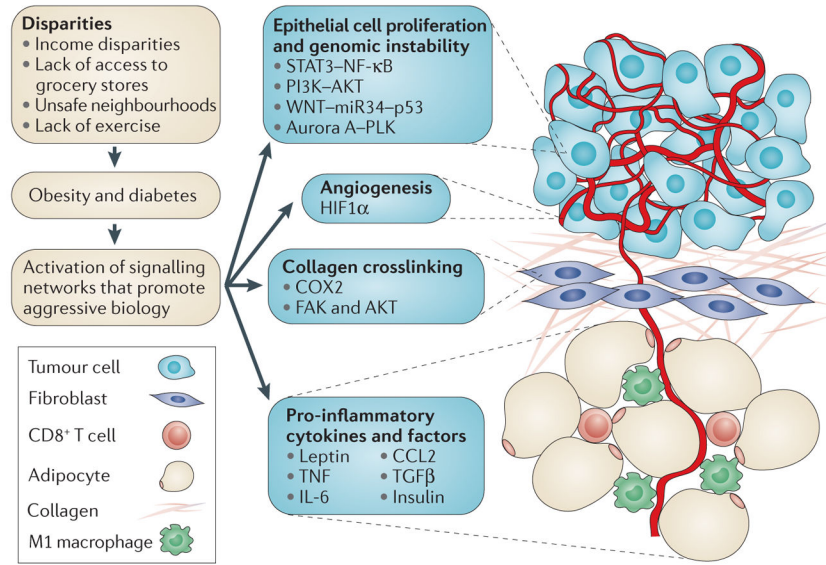 Disparities
• Income disparities
• Lack of access to
grocery stores
• Unsafe neighbourhoods
• Lack of exercise
Obesity and diabetes
Activation of signalling
networks that promote
aggressive biology
Epithelial cell proliferation
and genomic instability
• STAT3–NF-κB
• PI3K–AKT
• WNT–miR34–p53
• Aurora A–PLK
Angiogenesis
HIF1α
Collagen crosslinking
• COX2
• FAK and AKT
Pro-inflammatory
cytokines and factors
• Leptin
• TNF
• IL-6
• CCL2
• TGFβ
• Insulin
Tumour cell
Fibroblast
CD8⁺ T cell
Adipocyte
Collagen
M1 macrophage